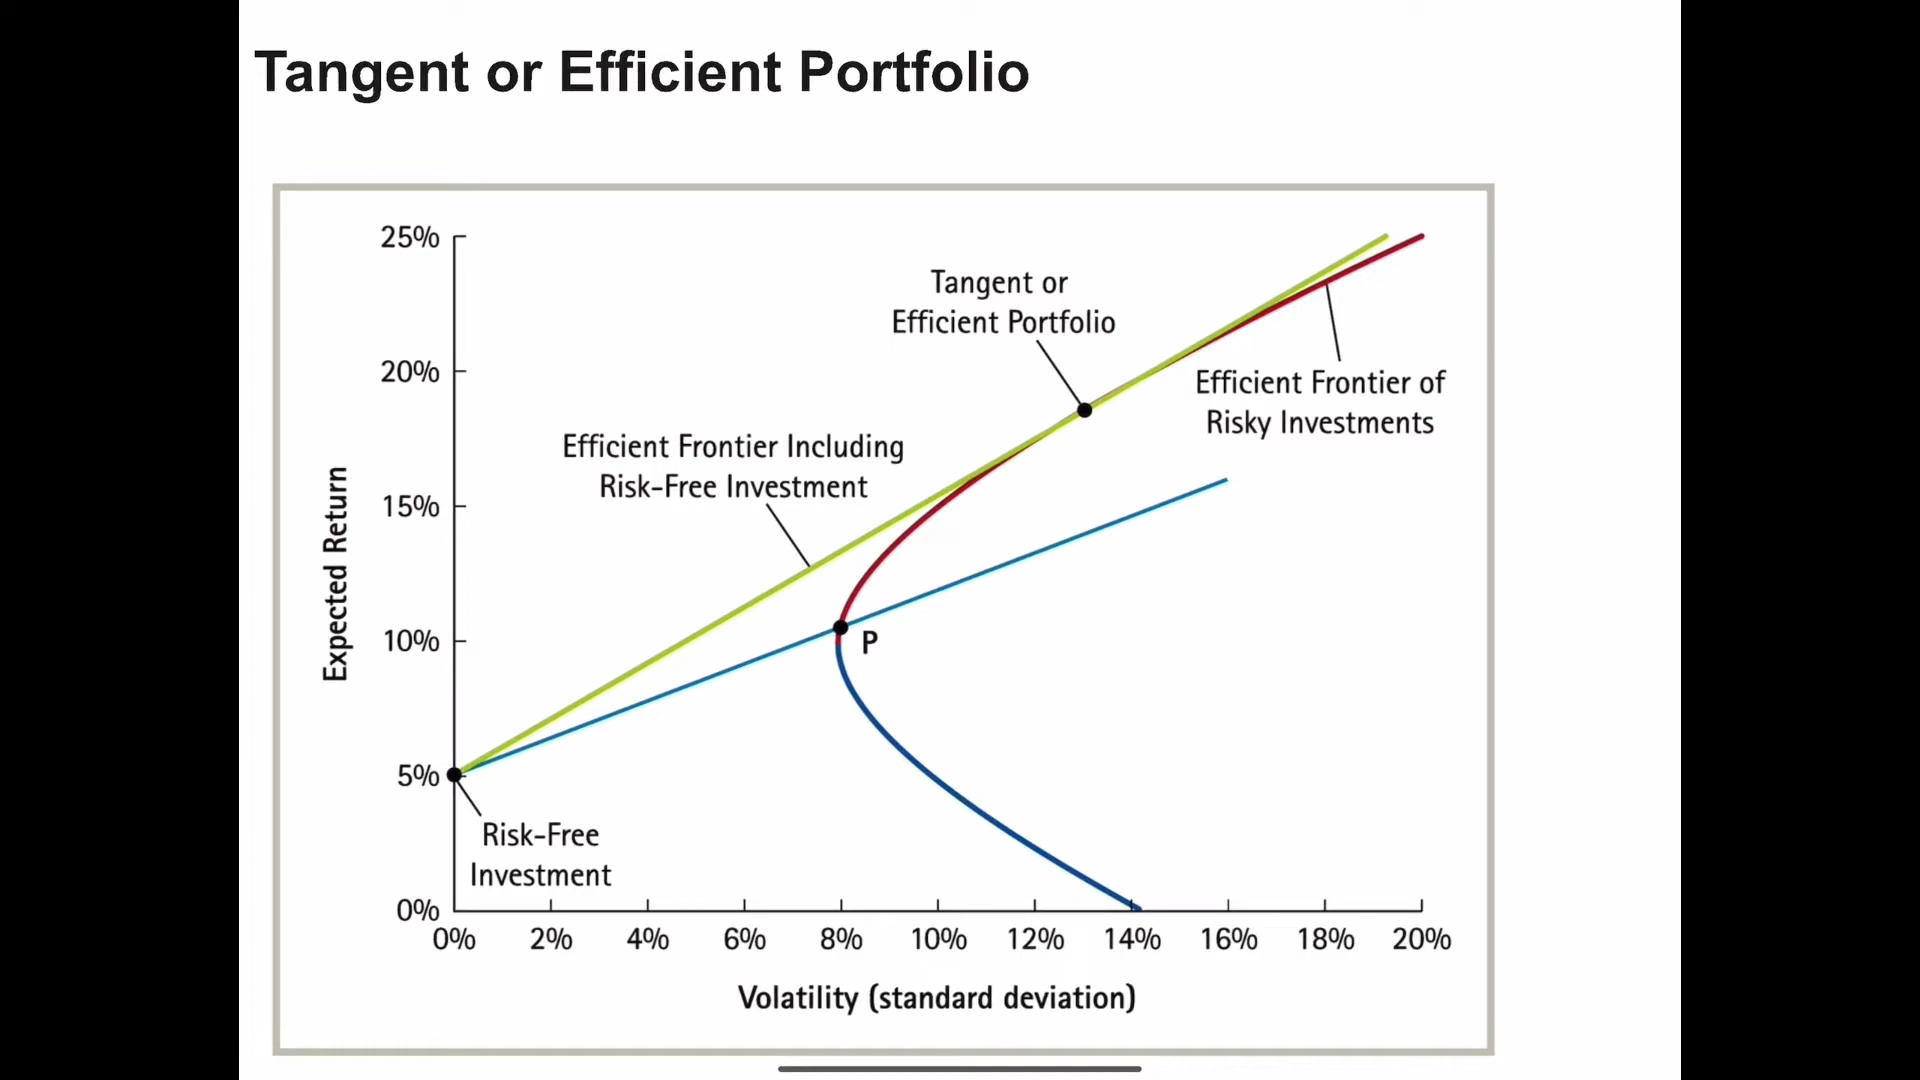 Tangent or Efficient Portfolio
25%
20%
15%
10%
5%
0%
Expected Return
Tangent or
Efficient Portfolio
Efficient Frontier of
Risky Investments
Efficient Frontier Including
Risk-Free Investment
P
Risk-Free
Investment
0% 2% 4% 6% 8% 10% 12% 14% 16% 18% 20%
Volatility (standard deviation)